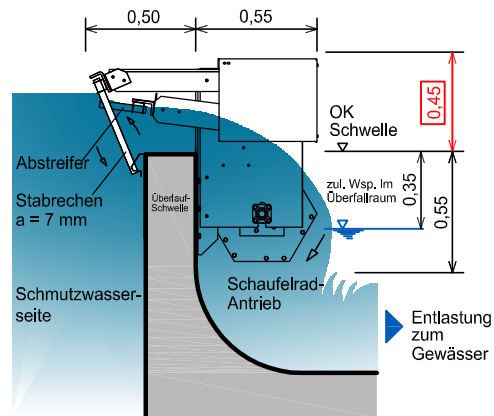 0,50
0,55
0,45
OK
Schwelle
zul. Wsp. Im
Überfallraum
0,35
0,55
Abstreifer
Stabrechen
a = 7 mm
Überlauf-
Schwelle
Schmutzwasser-
seite
Schaufelrad-
Antrieb
Entlastung
zum
Gewässer